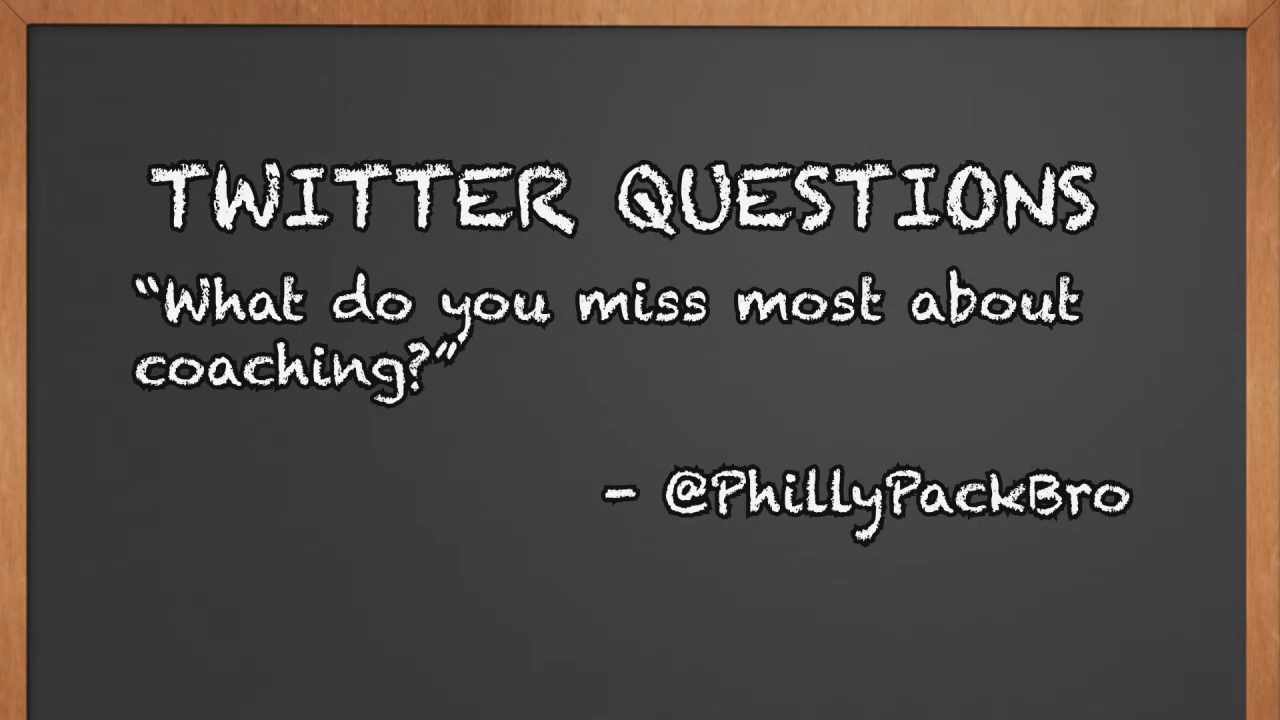 TWITTER QUESTIONS
“What do you miss most about
coaching?”
- @PhillyPackBro